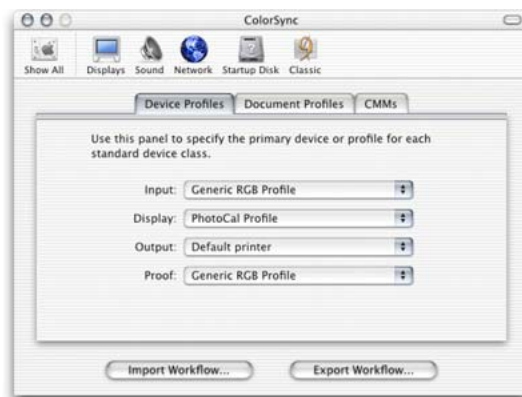 ColorSync
Show All Displays Sound Network Startup Disk Classic
Device Profiles Document Profiles CMMs
Use this panel to specify the primary device or profile for each
standard device class.
Input: Generic RGB Profile
Display: PhotoCal Profile
Output: Default printer
Proof: Generic RGB Profile
Import Workflow... Export Workflow...